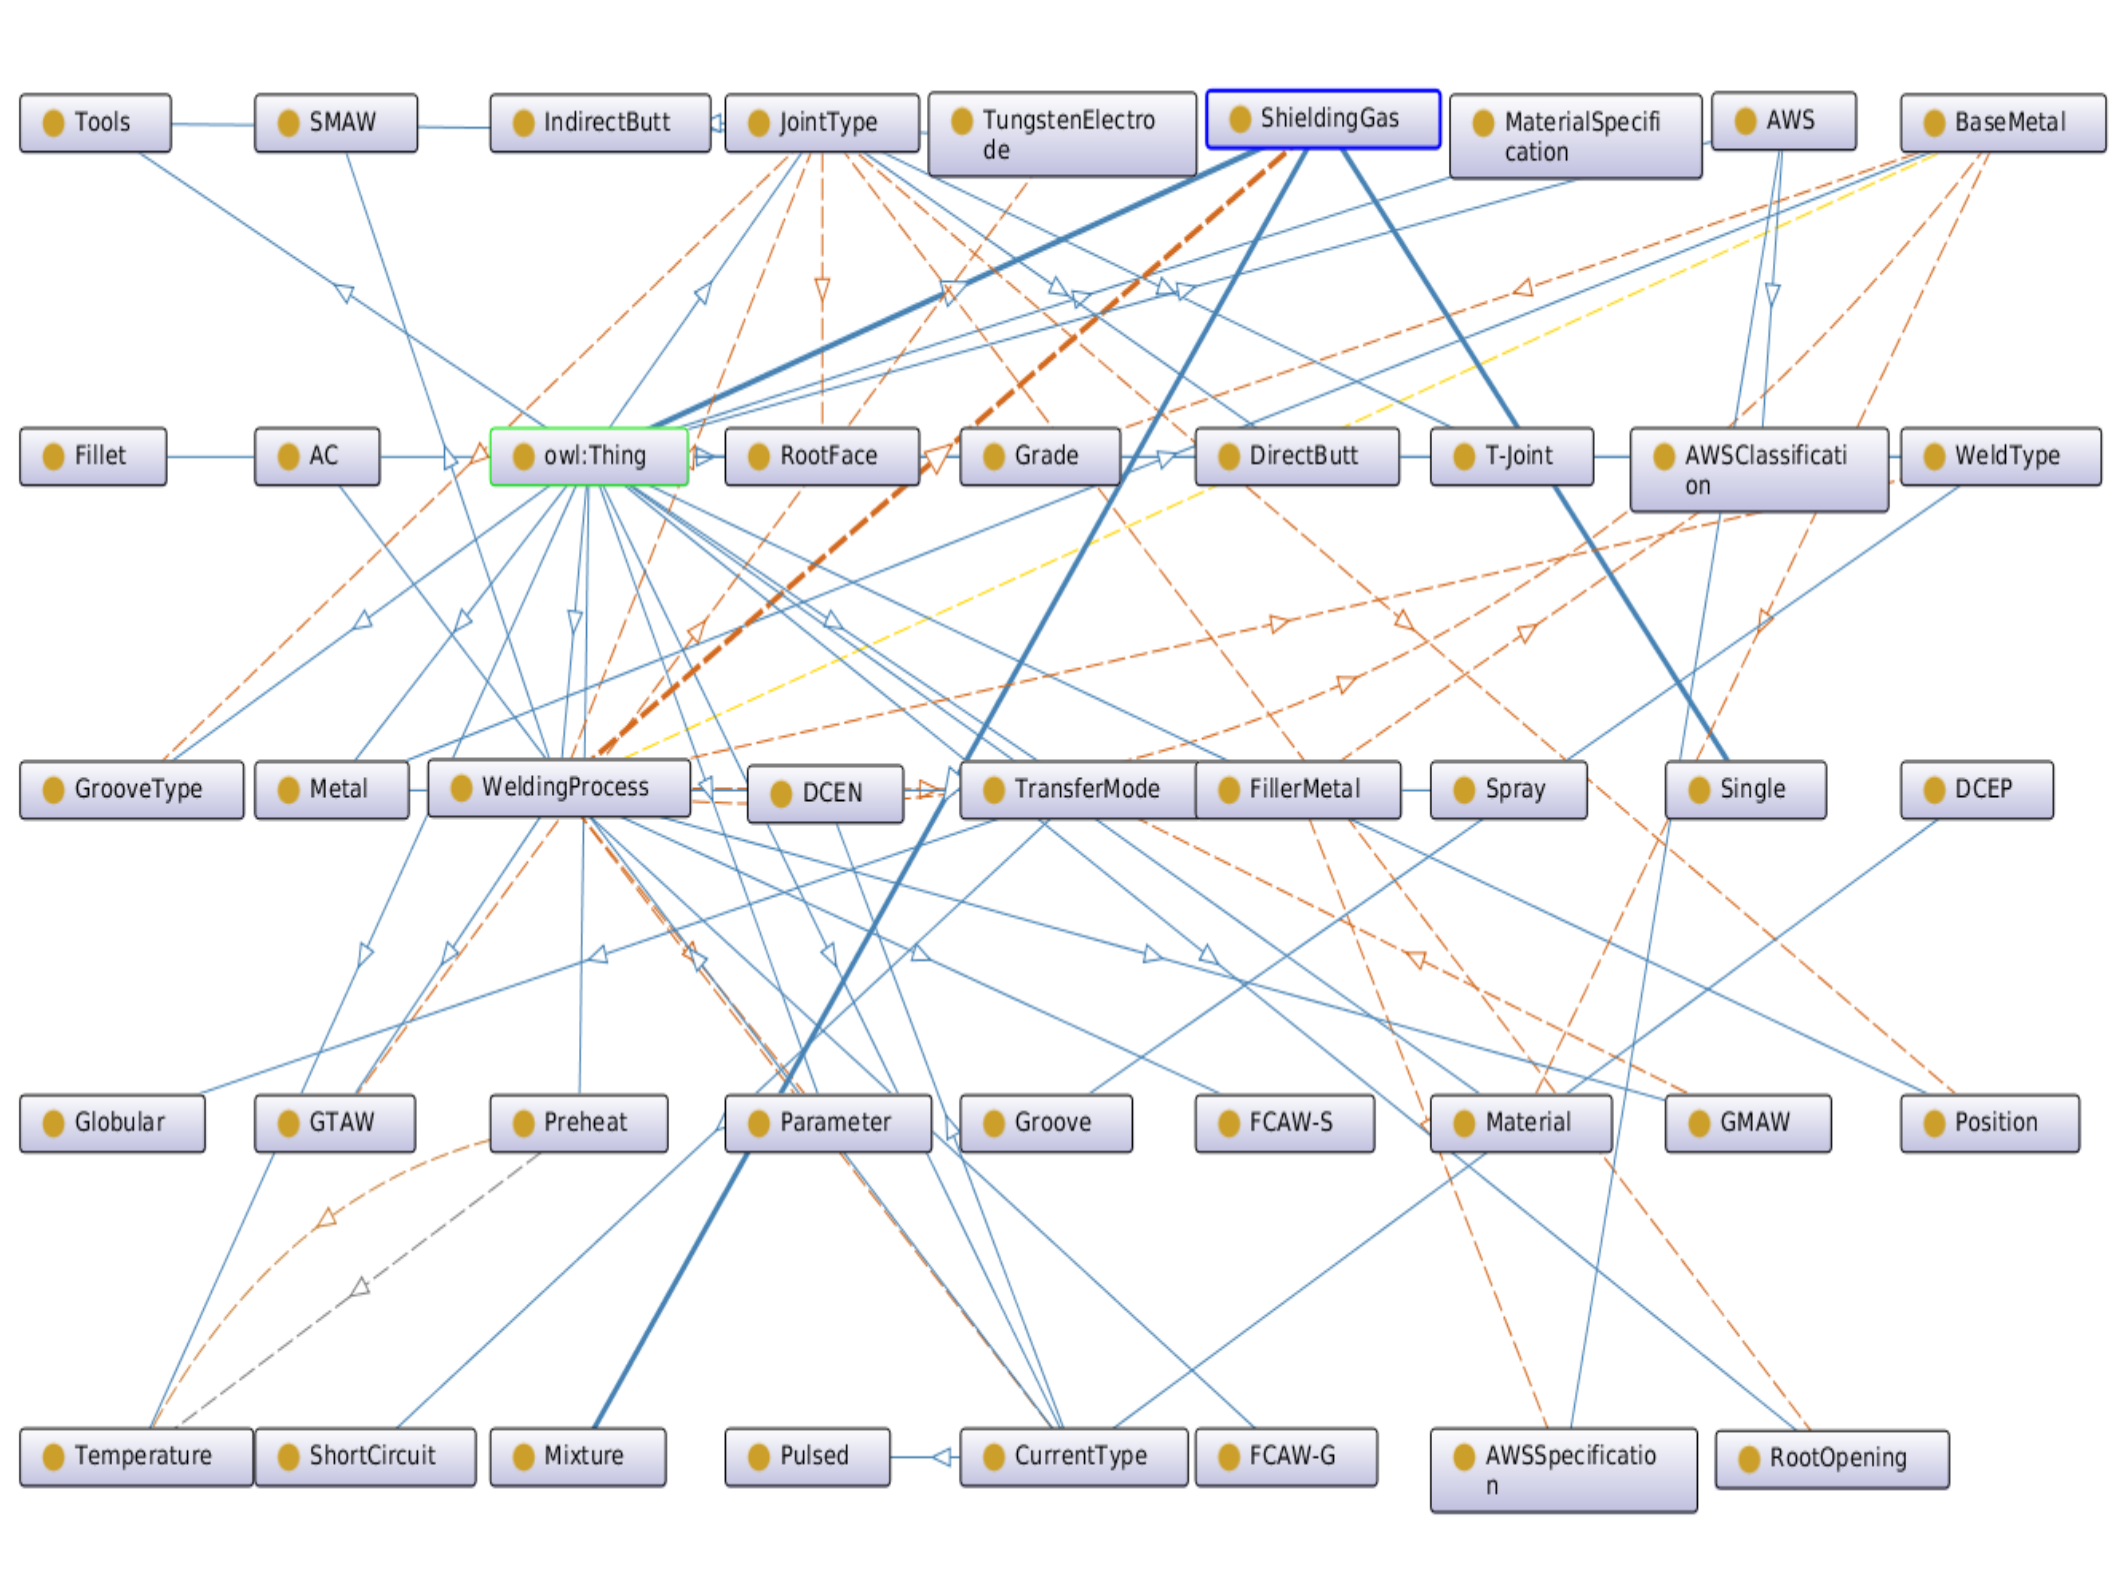 Tools
SMAW
IndirectButt
JointType
TungstenElectro
de
ShieldingGas
MaterialSpecifi
cation
AWS
BaseMetal
Fillet
AC
owl:Thing
RootFace
Grade
DirectButt
T-Joint
AWSClassificati
on
WeldType
GrooveType
Metal
WeldingProcess
DCEN
TransferMode
FillerMetal
Spray
Single
DCEP
Globular
GTAW
Preheat
Parameter
Groove
FCAW-S
Material
GMAW
Position
Temperature
ShortCircuit
Mixture
Pulsed
CurrentType
FCAW-G
AWSSpecificatio
n
RootOpening